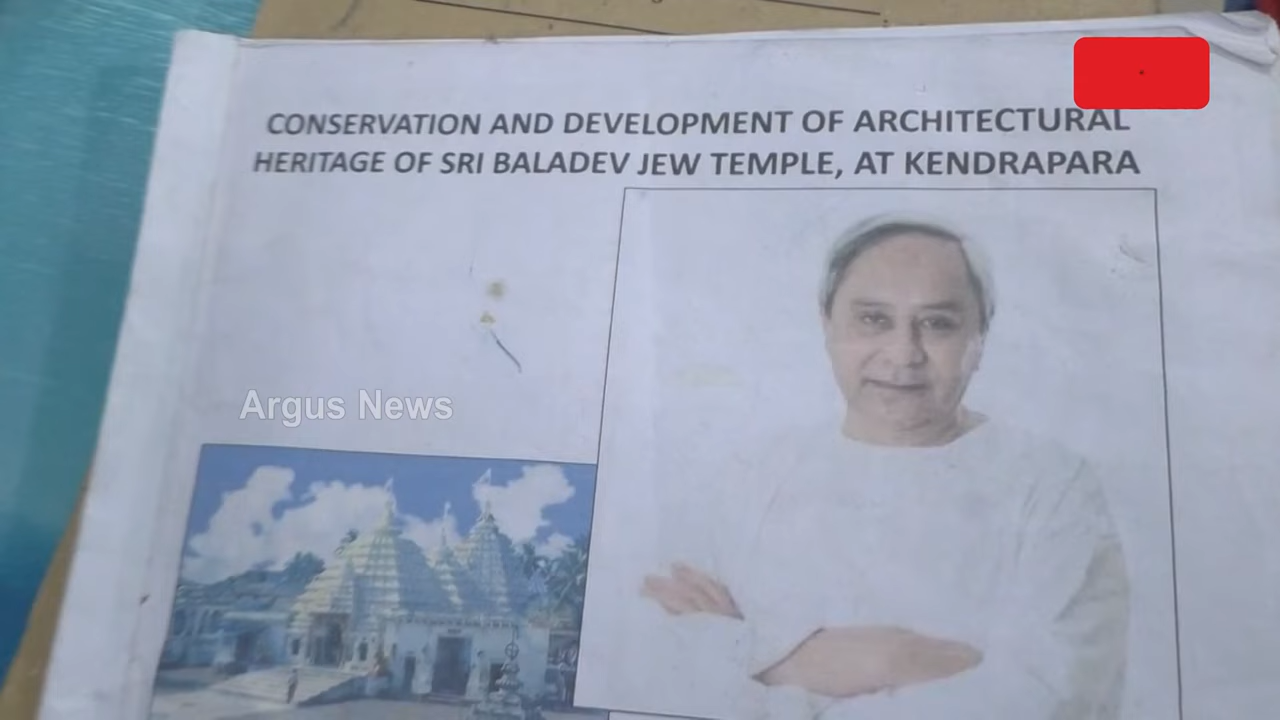 CONSERVATION AND DEVELOPMENT OF ARCHITECTURAL
HERITAGE OF SRI BALADEV JEW TEMPLE, AT KENDRAPARA
Argus News